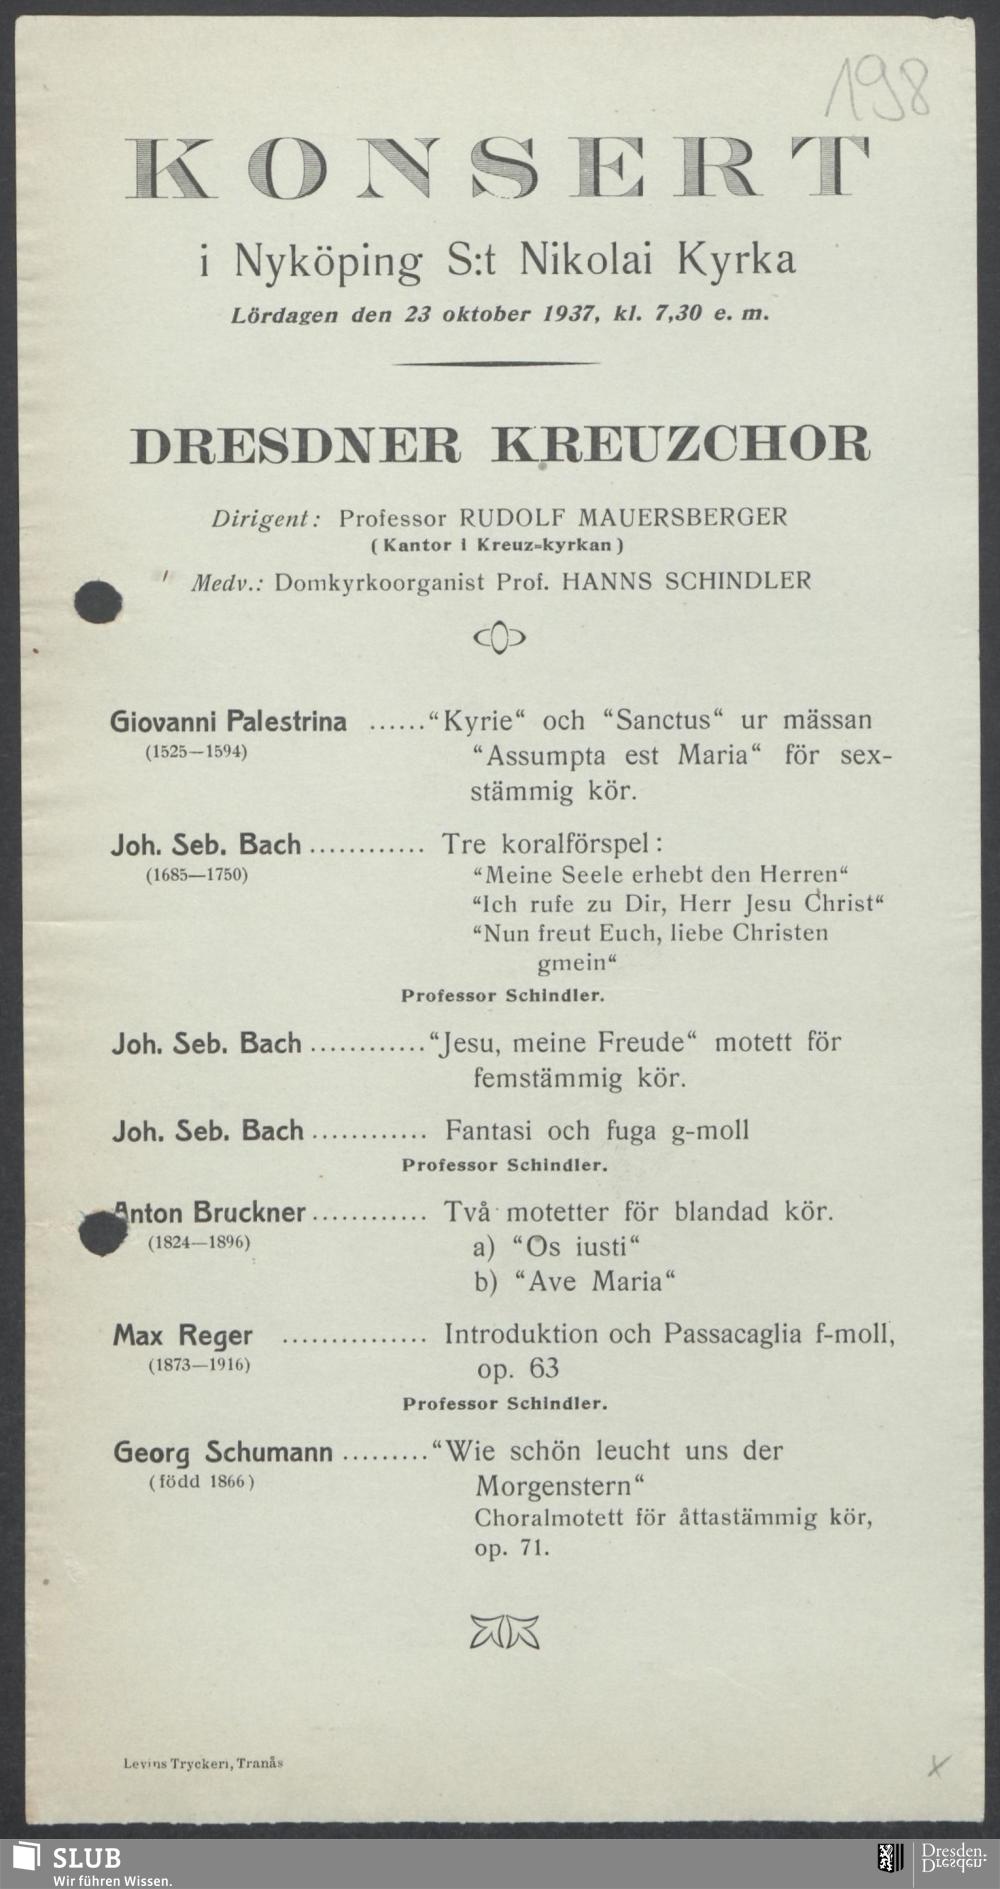 198
KONSERT
i Nyköping S:t Nikolai Kyrka
Lördagen den 23 oktober 1937, kl. 7,30 e. m.
DRESDNER KREUZCHOR
Dirigent: Professor RUDOLF MAUERSBERGER
(Kantor i Kreuz-kyrkan)
Medv.: Domkyrkoorganist Prof. HANNS SCHINDLER
Giovanni Palestrina ......“Kyrie“ och “Sanctus“ ur mässan
(1525—1594) “Assumpta est Maria“ för sex-
stämmig kör.
Joh. Seb. Bach ............ Tre koralförspel:
(1685—1750) “Meine Seele erhebt den Herren“
“Ich rufe zu Dir, Herr Jesu Christ“
“Nun freut Euch, liebe Christen
gmein“
Professor Schindler.
Joh. Seb. Bach ............“Jesu, meine Freude“ motett för
femstämmig kör.
Joh. Seb. Bach ............ Fantasi och fuga g-moll
Professor Schindler.
Anton Bruckner ............ Två motetter för blandad kör.
(1824—1896) a) “Os iusti“
b) “Ave Maria“
Max Reger ............... Introduktion och Passacaglia f-moll,
(1873—1916) op. 63
Professor Schindler.
Georg Schumann .........“Wie schön leucht uns der
(född 1866) Morgenstern“
Choralmotett för åttastämmig kör,
op. 71.
Levins Tryckeri, Tranås
x
SLUB
Wir führen Wissen.
Dresden.
Dresden.